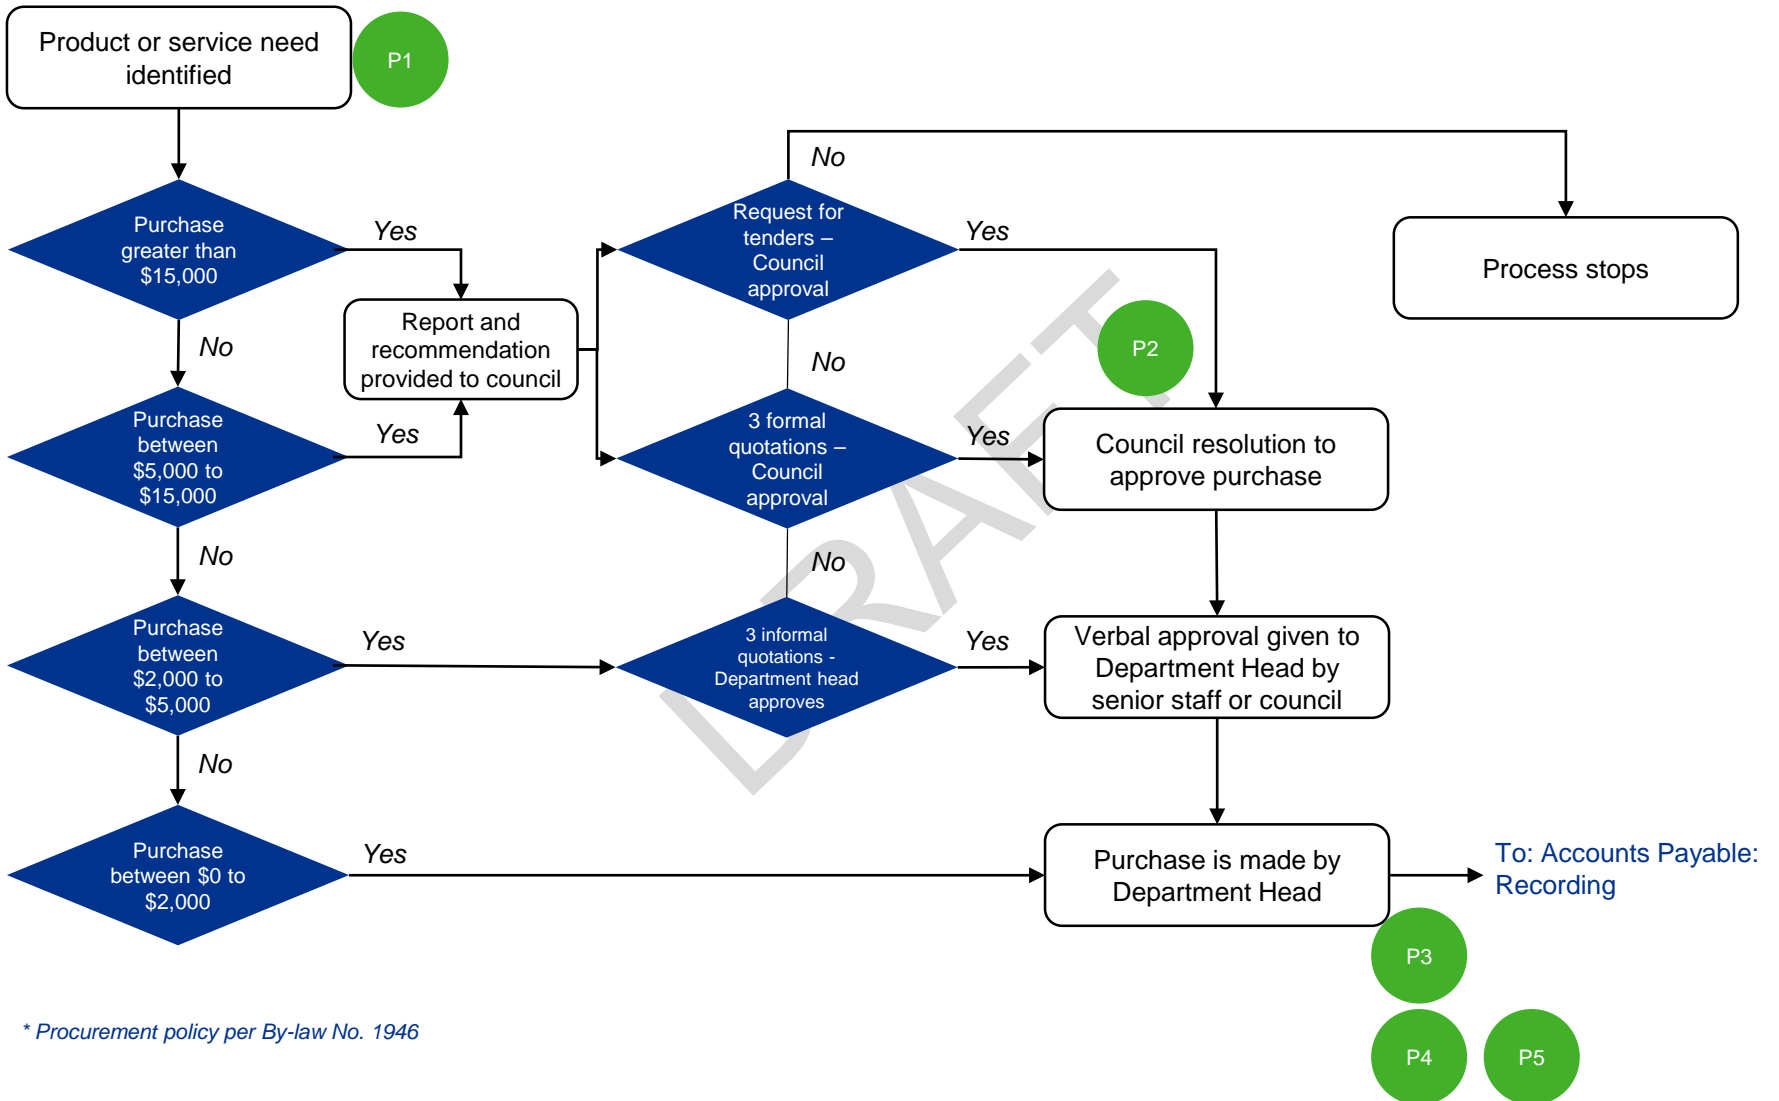 Product or service need
identified
P1
No
Purchase
greater than
$15,000
Yes
Request for
tenders –
Council
approval
Yes
Process stops
Report and
recommendation
provided to council
No
No
P2
DRAFT
Purchase
between
$5,000 to
$15,000
Yes
3 formal
quotations –
Council
approval
Yes
Council resolution to
approve purchase
No
No
Purchase
between
$2,000 to
$5,000
Yes
3 informal
quotations -
Department head
approves
Yes
Verbal approval given to
Department Head by
senior staff or council
No
Purchase
between $0 to
$2,000
Yes
Purchase is made by
Department Head
To: Accounts Payable:
Recording
P3
* Procurement policy per By-law No. 1946
P4
P5